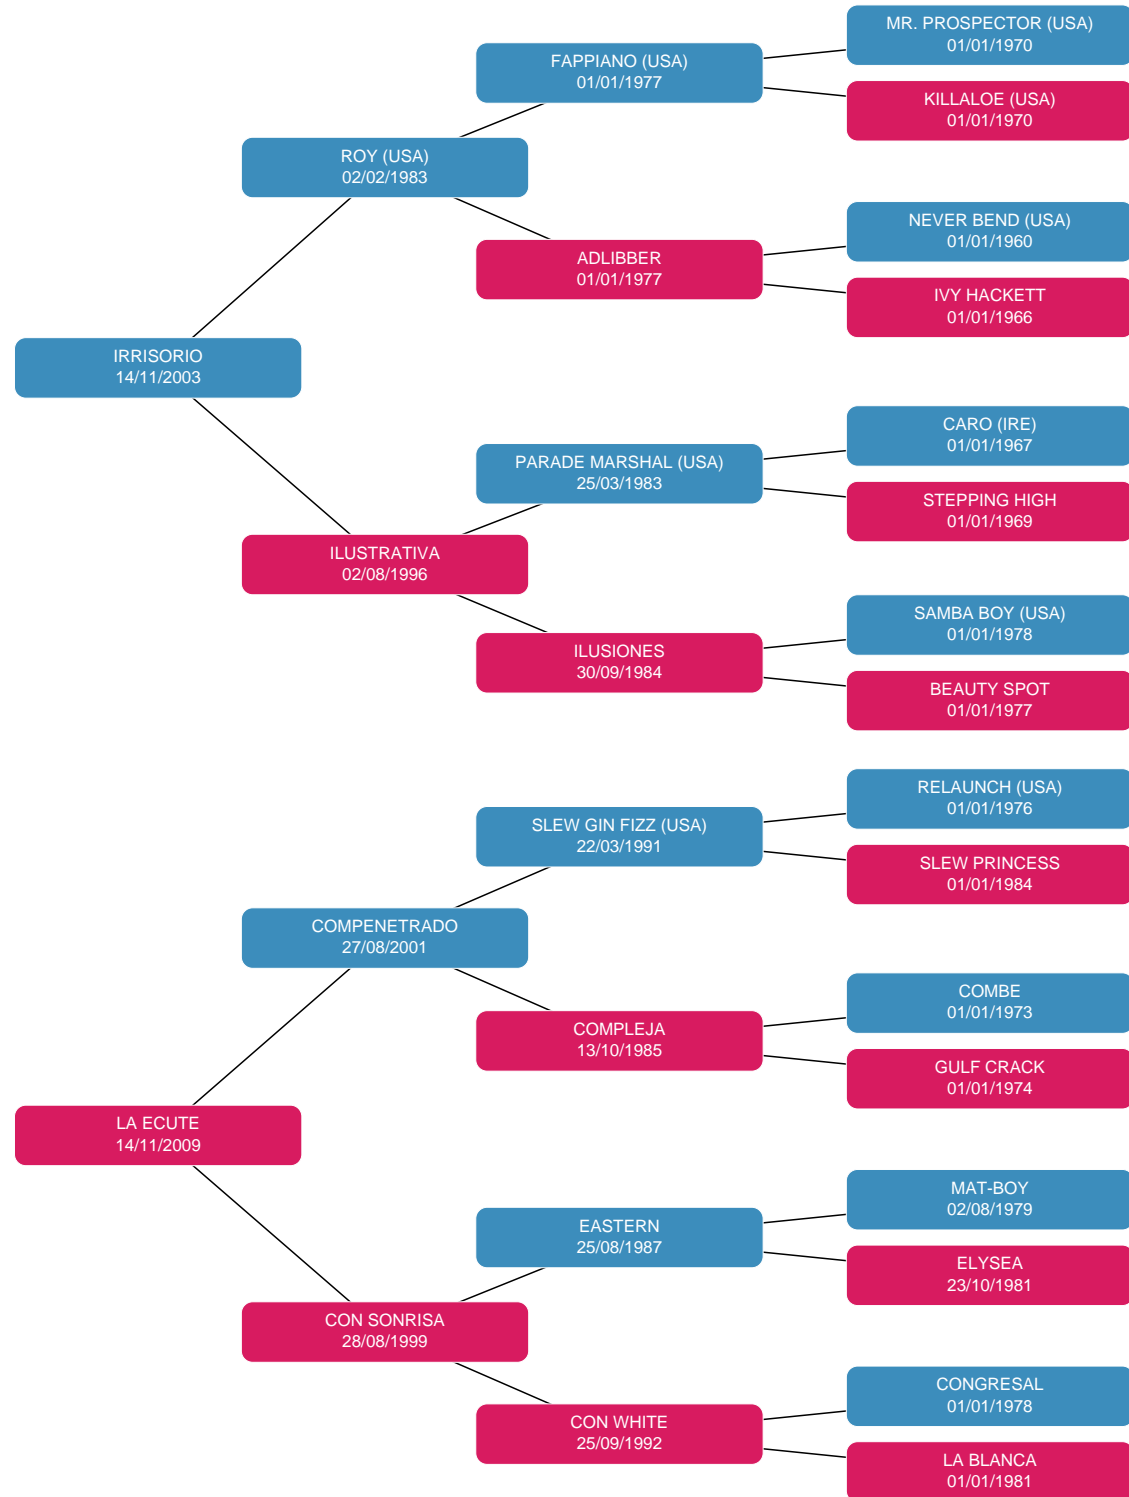 MR. PROSPECTOR (USA)
01/01/1970
FAPPIANO (USA)
01/01/1977
KILLALOE (USA)
01/01/1970
ROY (USA)
02/02/1983
NEVER BEND (USA)
01/01/1960
ADLIBBER
01/01/1977
IVY HACKETT
01/01/1966
IRRISORIO
14/11/2003
CARO (IRE)
01/01/1967
PARADE MARSHAL (USA)
25/03/1983
STEPPING HIGH
01/01/1969
ILUSTRATIVA
02/08/1996
SAMBA BOY (USA)
01/01/1978
ILUSIONES
30/09/1984
BEAUTY SPOT
01/01/1977
RELAUNCH (USA)
01/01/1976
SLEW GIN FIZZ (USA)
22/03/1991
SLEW PRINCESS
01/01/1984
COMPENETRADO
27/08/2001
COMBE
01/01/1973
COMPLEJA
13/10/1985
GULF CRACK
01/01/1974
LA ECUTE
14/11/2009
MAT-BOY
02/08/1979
EASTERN
25/08/1987
ELYSEA
23/10/1981
CON SONRISA
28/08/1999
CONGRESAL
01/01/1978
CON WHITE
25/09/1992
LA BLANCA
01/01/1981